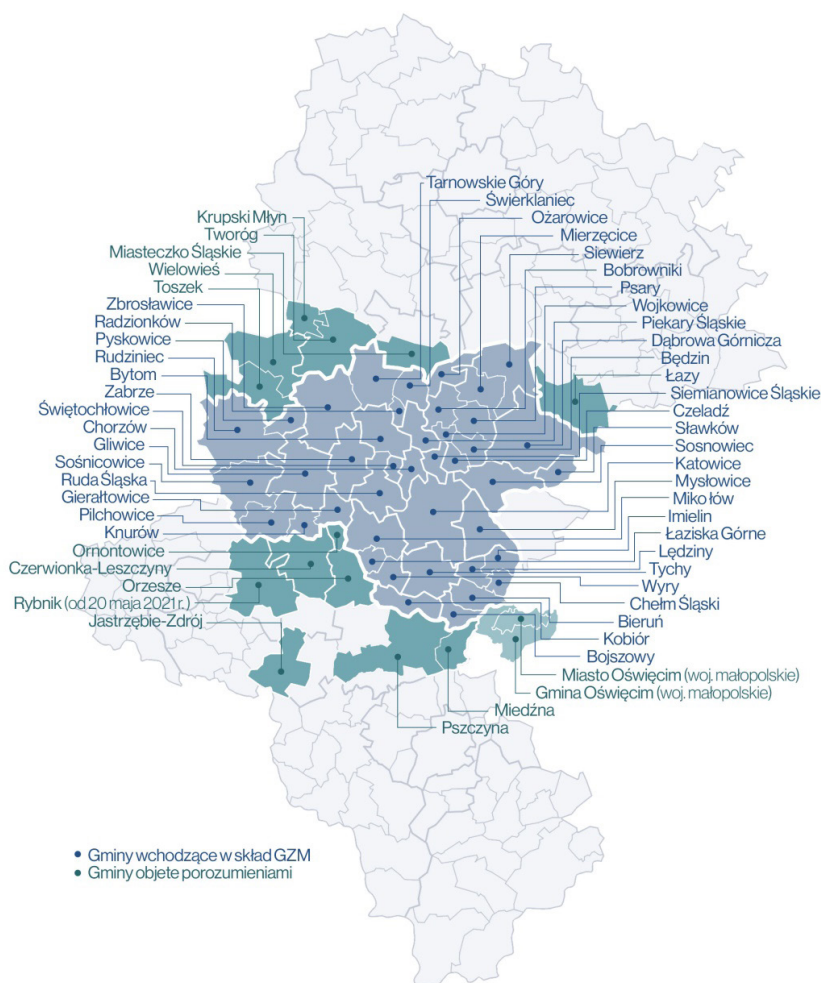 Tarnowskie Góry
Świerklaniec
Ożarowice
Mierzęcice
Siewierz
Bobrowniki
Psary
Wojkowice
Piekary Śląskie
Dąbrowa Górnicza
Będzin
Łazy
Siemianowice Śląskie
Czeladź
Sławków
Sosnowiec
Katowice
Mysłowice
Miko łów
Imielin
Łaziska Górne
Lędziny
Tychy
Wyry
Chełm Śląski
Bieruń
Kobiór
Bojszowy
Miasto Oświęcim (woj. małopolskie)
Gmina Oświęcim (woj. małopolskie)
Miedźna
Pszczyna
Krupski Młyn
Tworóg
Miasteczko Śląskie
Wielowieś
Toszek
Zbrosławice
Radzionków
Pyskowice
Rudziniec
Bytom
Zabrze
Świętochłowice
Chorzów
Gliwice
Sośnicowice
Ruda Śląska
Gierałtowice
Pilchowice
Knurów
Ornontowice
Czerwionka-Leszczyny
Orzesze
Rybnik (od 20 maja 2021 r.)
Jastrzębie-Zdrój
Gminy wchodzące w skład GZM
Gminy objete porozumieniami